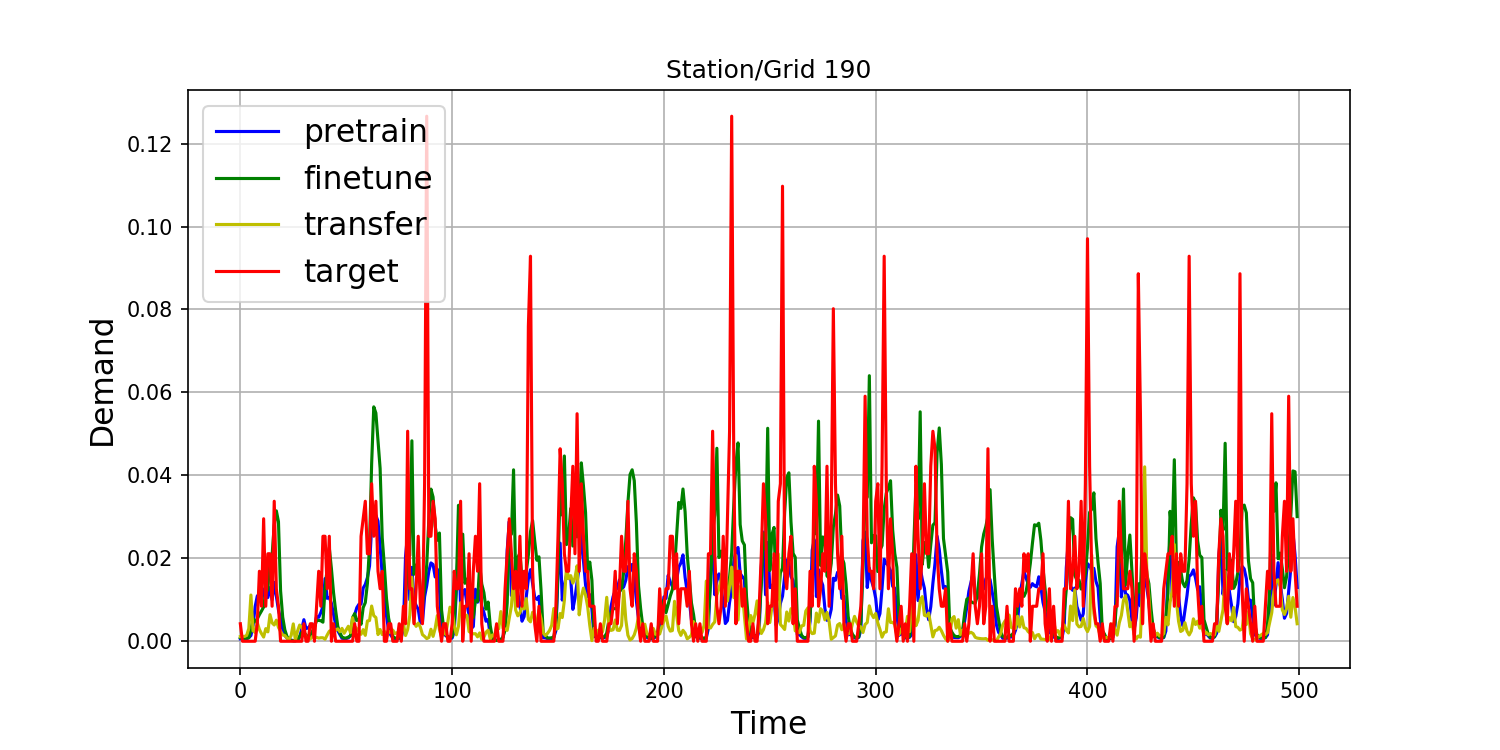 Station/Grid 190
pretrain
finetune
transfer
target
Demand
0.12
0.10
0.08
0.06
0.04
0.02
0.00
0 100 200 300 400 500
Time